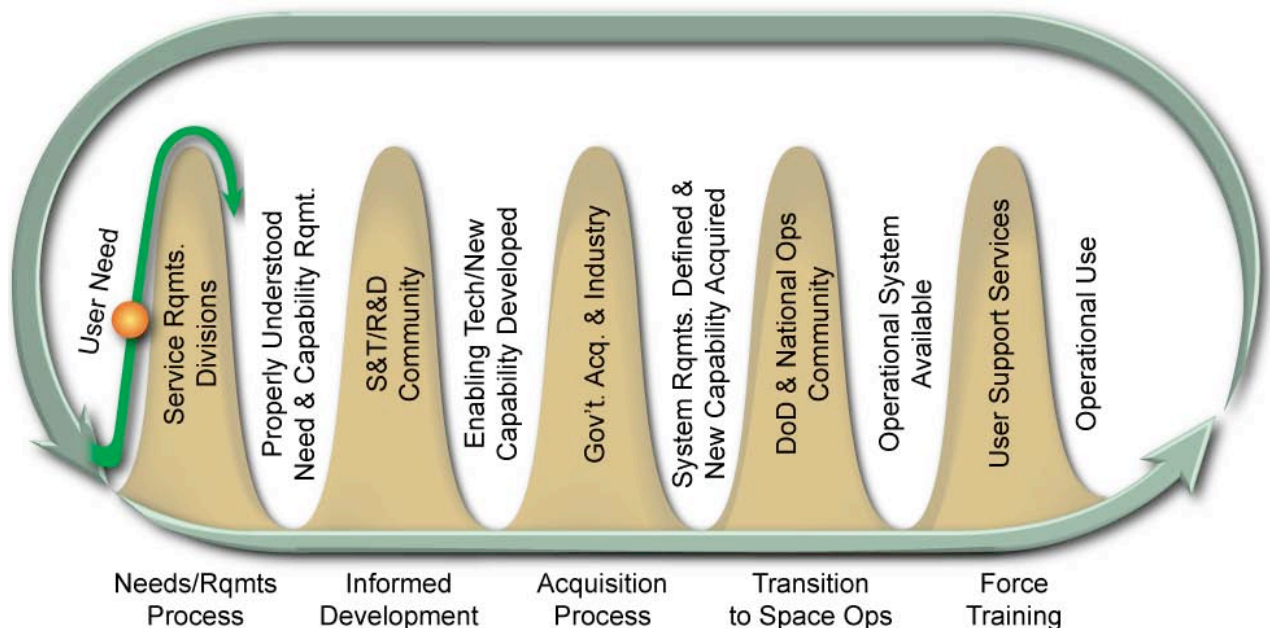 User Need
Service Rqmts.
Divisions
Properly Understood
Need & Capability Rqmt.
S&T/R&D
Community
Enabling Tech/New
Capability Developed
Gov't. Acq. & Industry
System Rqmts. Defined &
New Capability Acquired
DoD & National Ops
Community
Operational System
Available
User Support Services
Operational Use
Needs/Rqmts
Process
Informed
Development
Acquisition
Process
Transition
to Space Ops
Force
Training